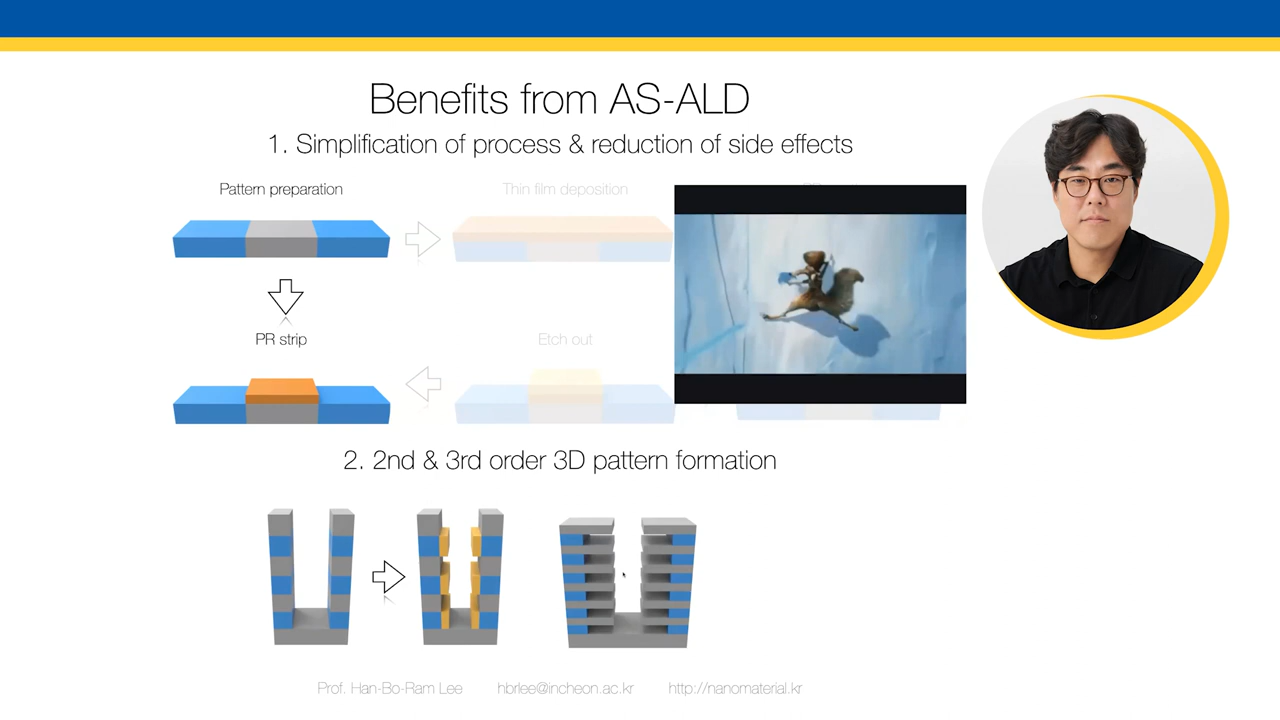 Benefits from AS-ALD
1. Simplification of process & reduction of side effects
Pattern preparation
Thin film deposition
PR strip
Etch out
2. 2nd & 3rd order 3D pattern formation
Prof. Han-Bo-Ram Lee
hbrlee@incheon.ac.kr
http://nanomaterial.kr